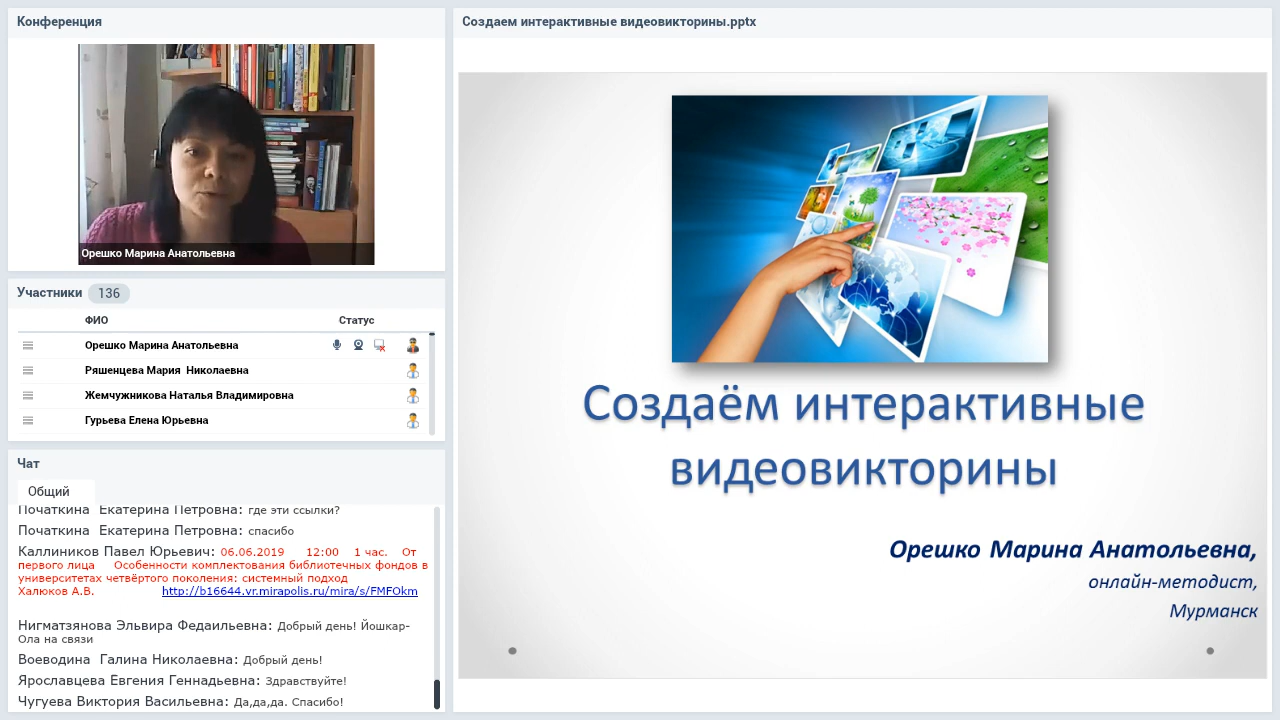 Конференция
Орешко Марина Анатольевна
Участники 136
ФИО Статус
Орешко Марина Анатольевна
Ряшенцева Мария Николаевна
Жемчужникова Наталья Владимировна
Гурьева Елена Юрьевна
Чат
Общий
Початкина Екатерина Петровна: где эти ссылки?
Початкина Екатерина Петровна: спасибо
Каллиников Павел Юрьевич: 06.06.2019 12:00 1 час. От
первого лица Особенности комплектования библиотечных фондов в
университетах четвёртого поколения: системный подход
Халюков А.В. http://b16644.vr.mirapolis.ru/mira/s/FMFOkm
Нигматзянова Эльвира Федаильевна: Добрый день! Йошкар-
Ола на связи
Воеводина Галина Николаевна: Добрый день!
Ярославцева Евгения Геннадьевна: Здравствуйте!
Чугуева Виктория Васильевна: Да,да,да. Спасибо!
Создаем интерактивные видеовикторины.pptx
Создаём интерактивные
видеовикторины
Орешко Марина Анатольевна,
онлайн-методист,
Мурманск